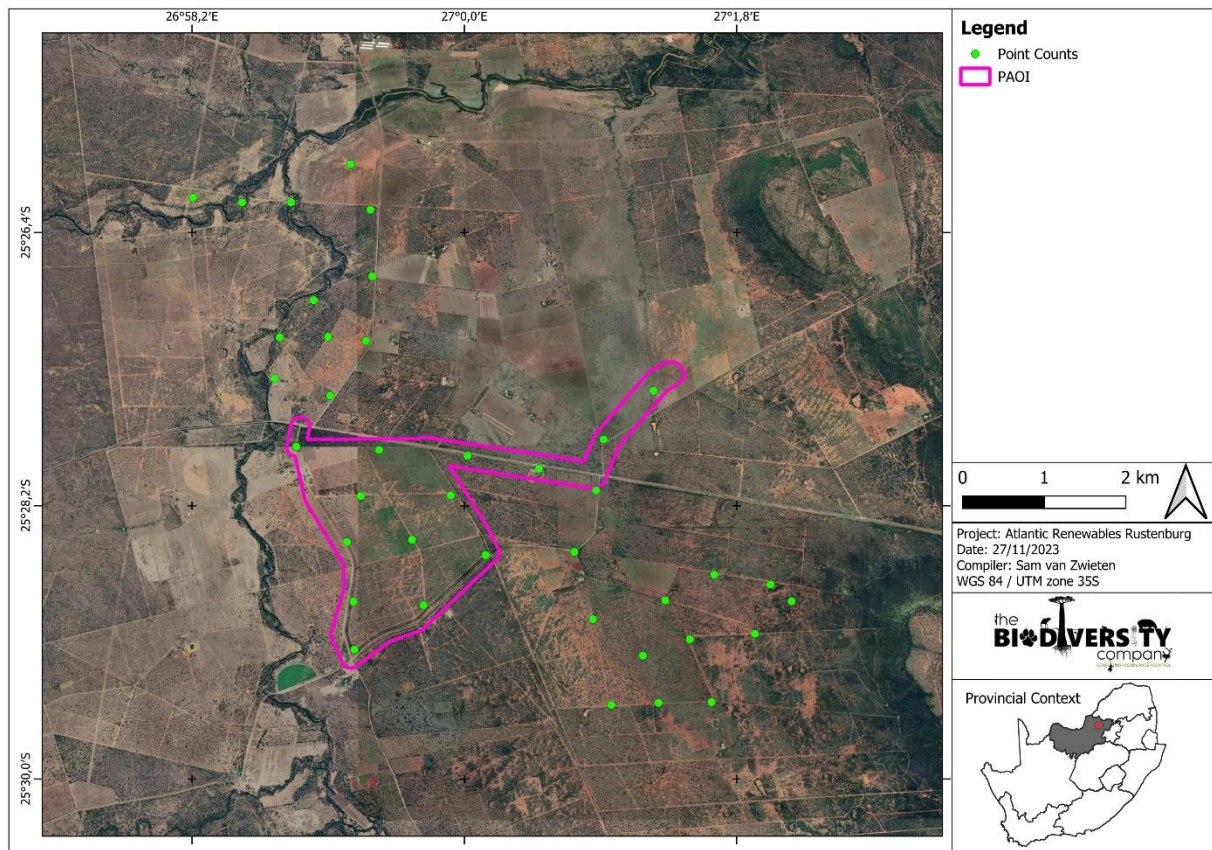 26°58,2'E
27°0,0'E
27°1,8'E
25°26,4'S
25°28,2'S
25°30,0'S
Legend
Point Counts
PAOI
0 1 2 km
Project: Atlantic Renewables Rustenburg
Date: 27/11/2023
Compiler: Sam van Zwieten
WGS 84 / UTM zone 35S
the
BIODIVERSITY
company
Provincial Context